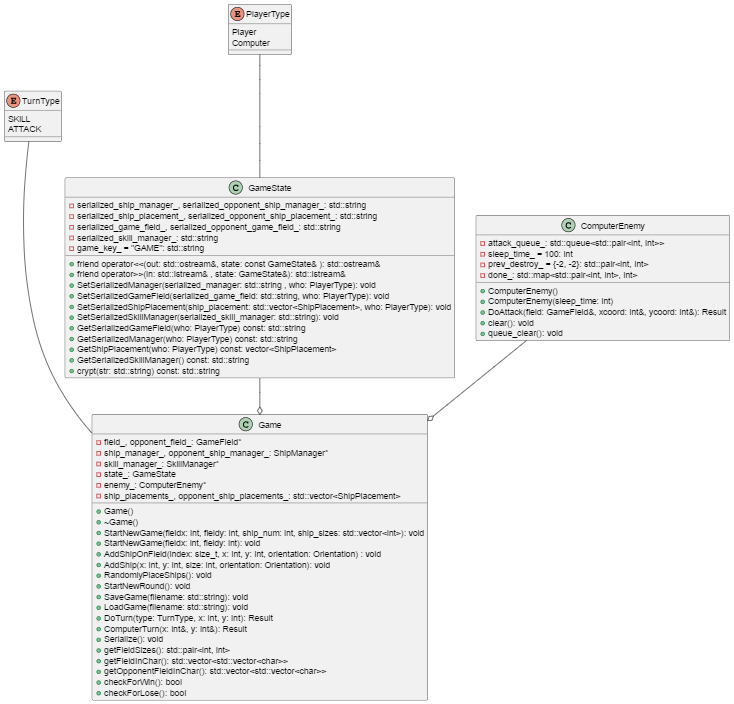 E PlayerType
Player
Computer
E TurnType
SKILL
ATTACK
C GameState
serialized_ship_manager_, serialized_opponent_ship_manager_: std::string
serialized_ship_placement_, serialized_opponent_ship_placement_: std::string
serialized_game_field_, serialized_opponent_game_field_: std::string
serialized_skill_manager_: std::string
game_key_ = "GAME": std::string
friend operator<<(out: std::ostream&, state: const GameState& ): std::ostream&
friend operator>>(in: std::istream& , state: GameState&): std::istream&
SetSerializedManager(serialized_manager: std::string , who: PlayerType): void
SetSerializedGameField(serialized_game_field: std::string, who: PlayerType): void
SetSerializedShipPlacement(ship_placement: std::vector<ShipPlacement>, who: PlayerType): void
SetSerializedSkillManager(serialized_skill_manager: std::string): void
GetSerializedGameField(who: PlayerType) const: std::string
GetSerializedManager(who: PlayerType) const: std::string
GetShipPlacement(who: PlayerType) const: vector<ShipPlacement>
GetSerializedSkillManager() const: std::string
crypt(str: std::string) const: std::string
C ComputerEnemy
attack_queue_: std::queue<std::pair<int, int>>
sleep_time_ = 100: int
prev_destroy_ = {-2, -2}: std::pair<int, int>
done_: std::map<std::pair<int, int>, int>
ComputerEnemy()
ComputerEnemy(sleep_time: int)
DoAttack(field: GameField&, xcoord: int&, ycoord: int&): Result
clear(): void
queue_clear(): void
C Game
field_, opponent_field_: GameField*
ship_manager_, opponent_ship_manager_: ShipManager*
skill_manager_: SkillManager*
state_: GameState
enemy_: ComputerEnemy*
ship_placements_, opponent_ship_placements_: std::vector<ShipPlacement>
Game()
~Game()
StartNewGame(fieldx: int, fieldy: int, ship_num: int, ship_sizes: std::vector<int>): void
StartNewGame(fieldx: int, fieldy: int): void
AddShipOnField(index: size_t, x: int, y: int, orientation: Orientation) : void
AddShip(x: int, y: int, size: int, orientation: Orientation): void
RandomlyPlaceShips(): void
StartNewRound(): void
SaveGame(filename: std::string): void
LoadGame(filename: std::string): void
DoTurn(type: TurnType, x: int, y: int): Result
ComputerTurn(x: int&, y: int&): Result
Serialize(): void
getFieldSizes(): std::pair<int, int>
getFieldInChar(): std::vector<std::vector<char>>
getOpponentFieldInChar(): std::vector<std::vector<char>>
checkForWin(): bool
checkForLose(): bool